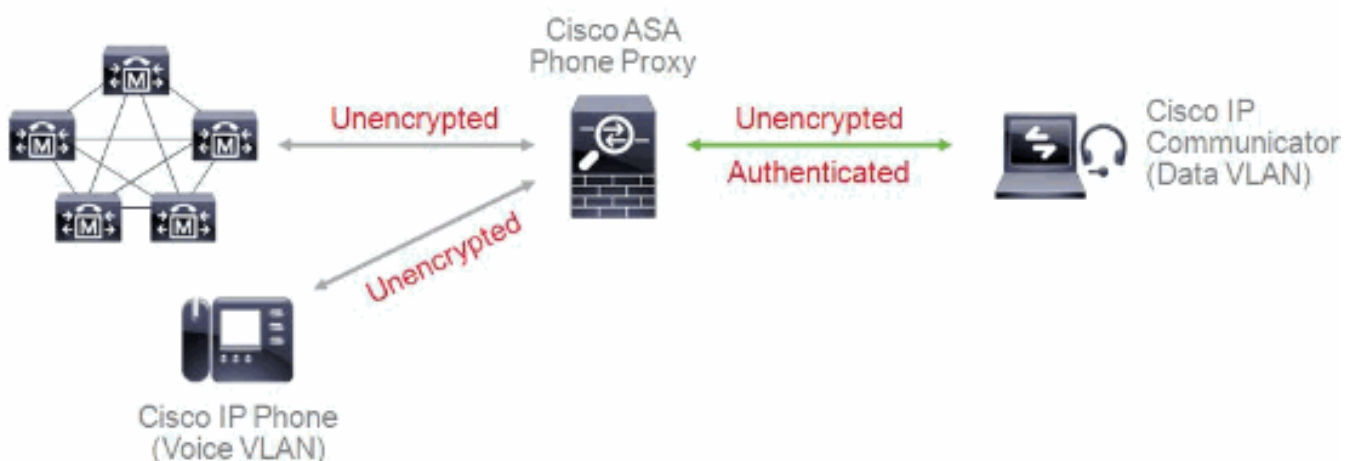 Cisco ASA
Phone Proxy
Unencrypted
Unencrypted
Authenticated
Cisco IP
Communicator
(Data VLAN)
M
M
M
M
M
Unencrypted
Cisco IP Phone
(Voice VLAN)